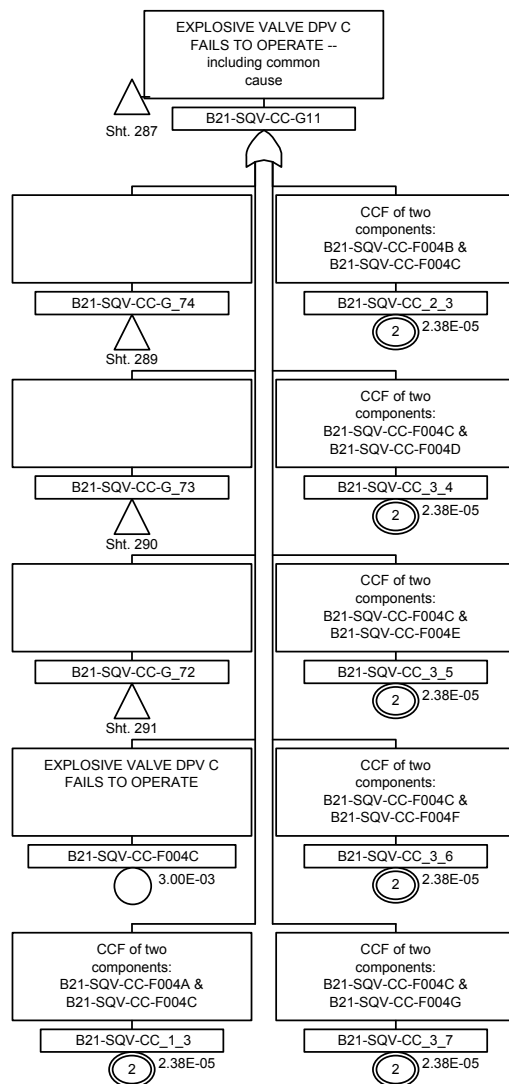 EXPLOSIVE VALVE DPV C
FAILS TO OPERATE --
including common
cause
Sht. 287
B21-SQV-CC-G11
B21-SQV-CC-G_74
Sht. 289
CCF of two
components:
B21-SQV-CC-F004B &
B21-SQV-CC-F004C
B21-SQV-CC_2_3
2
2.38E-05
B21-SQV-CC-G_73
Sht. 290
CCF of two
components:
B21-SQV-CC-F004C &
B21-SQV-CC-F004D
B21-SQV-CC_3_4
2
2.38E-05
B21-SQV-CC-G_72
Sht. 291
CCF of two
components:
B21-SQV-CC-F004C &
B21-SQV-CC-F004E
B21-SQV-CC_3_5
2
2.38E-05
EXPLOSIVE VALVE DPV C
FAILS TO OPERATE
B21-SQV-CC-F004C
3.00E-03
CCF of two
components:
B21-SQV-CC-F004C &
B21-SQV-CC-F004F
B21-SQV-CC_3_6
2
2.38E-05
CCF of two
components:
B21-SQV-CC-F004A &
B21-SQV-CC-F004C
B21-SQV-CC_1_3
2
2.38E-05
CCF of two
components:
B21-SQV-CC-F004C &
B21-SQV-CC-F004G
B21-SQV-CC_3_7
2
2.38E-05